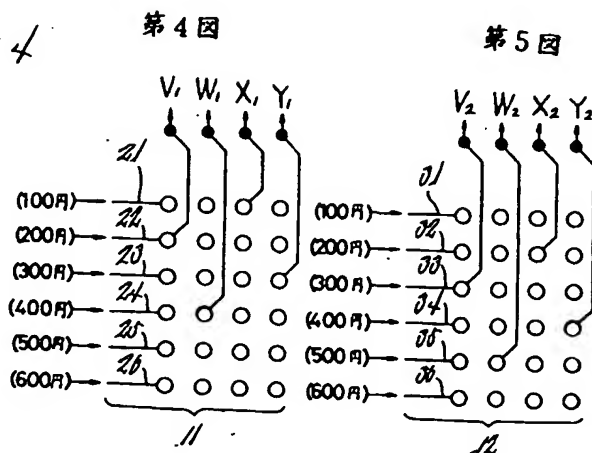 4
第4図
V₁ W₁ X₁ Y₁
21
(100円)
22
(200円)
23
(300円)
24
(400円)
25
(500円)
26
(600円)
11
第5図
V₂ W₂ X₂ Y₂
31
(100円)
32
(200円)
33
(300円)
34
(400円)
35
(500円)
36
(600円)
12